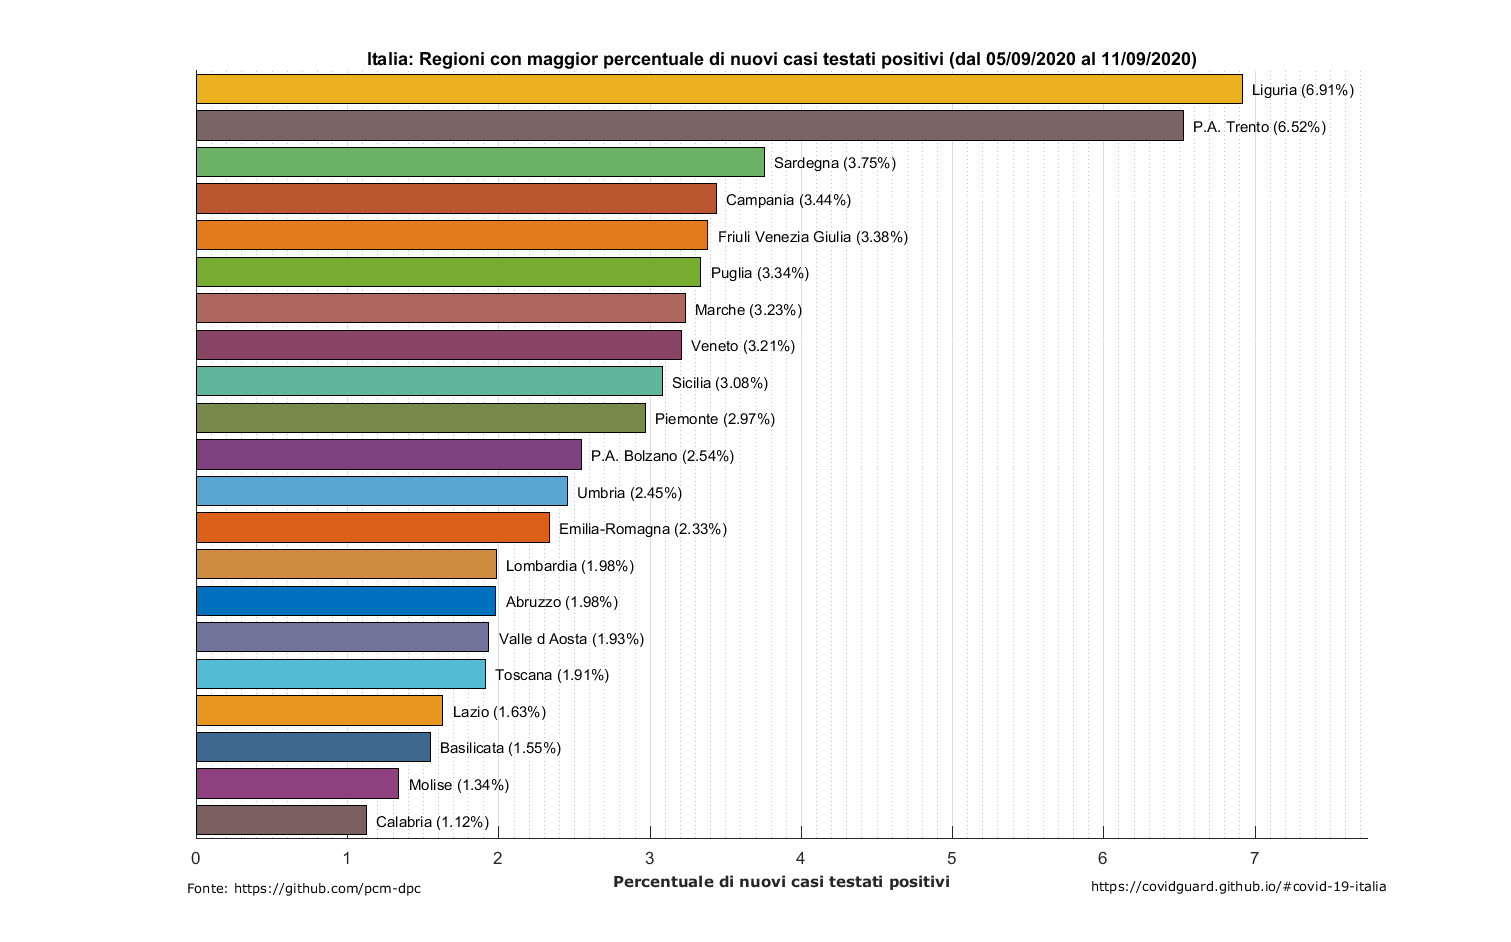 Italia: Regioni con maggior percentuale di nuovi casi testati positivi (dal 05/09/2020 al 11/09/2020)
Liguria (6.91%)
P.A. Trento (6.52%)
Sardegna (3.75%)
Campania (3.44%)
Friuli Venezia Giulia (3.38%)
Puglia (3.34%)
Marche (3.23%)
Veneto (3.21%)
Sicilia (3.08%)
Piemonte (2.97%)
P.A. Bolzano (2.54%)
Umbria (2.45%)
Emilia-Romagna (2.33%)
Lombardia (1.98%)
Abruzzo (1.98%)
Valle d Aosta (1.93%)
Toscana (1.91%)
Lazio (1.63%)
Basilicata (1.55%)
Molise (1.34%)
Calabria (1.12%)
0 1 2 3 4 5 6 7
Percentuale di nuovi casi testati positivi
Fonte: https://github.com/pcm-dpc
https://covidguard.github.io/#covid-19-italia